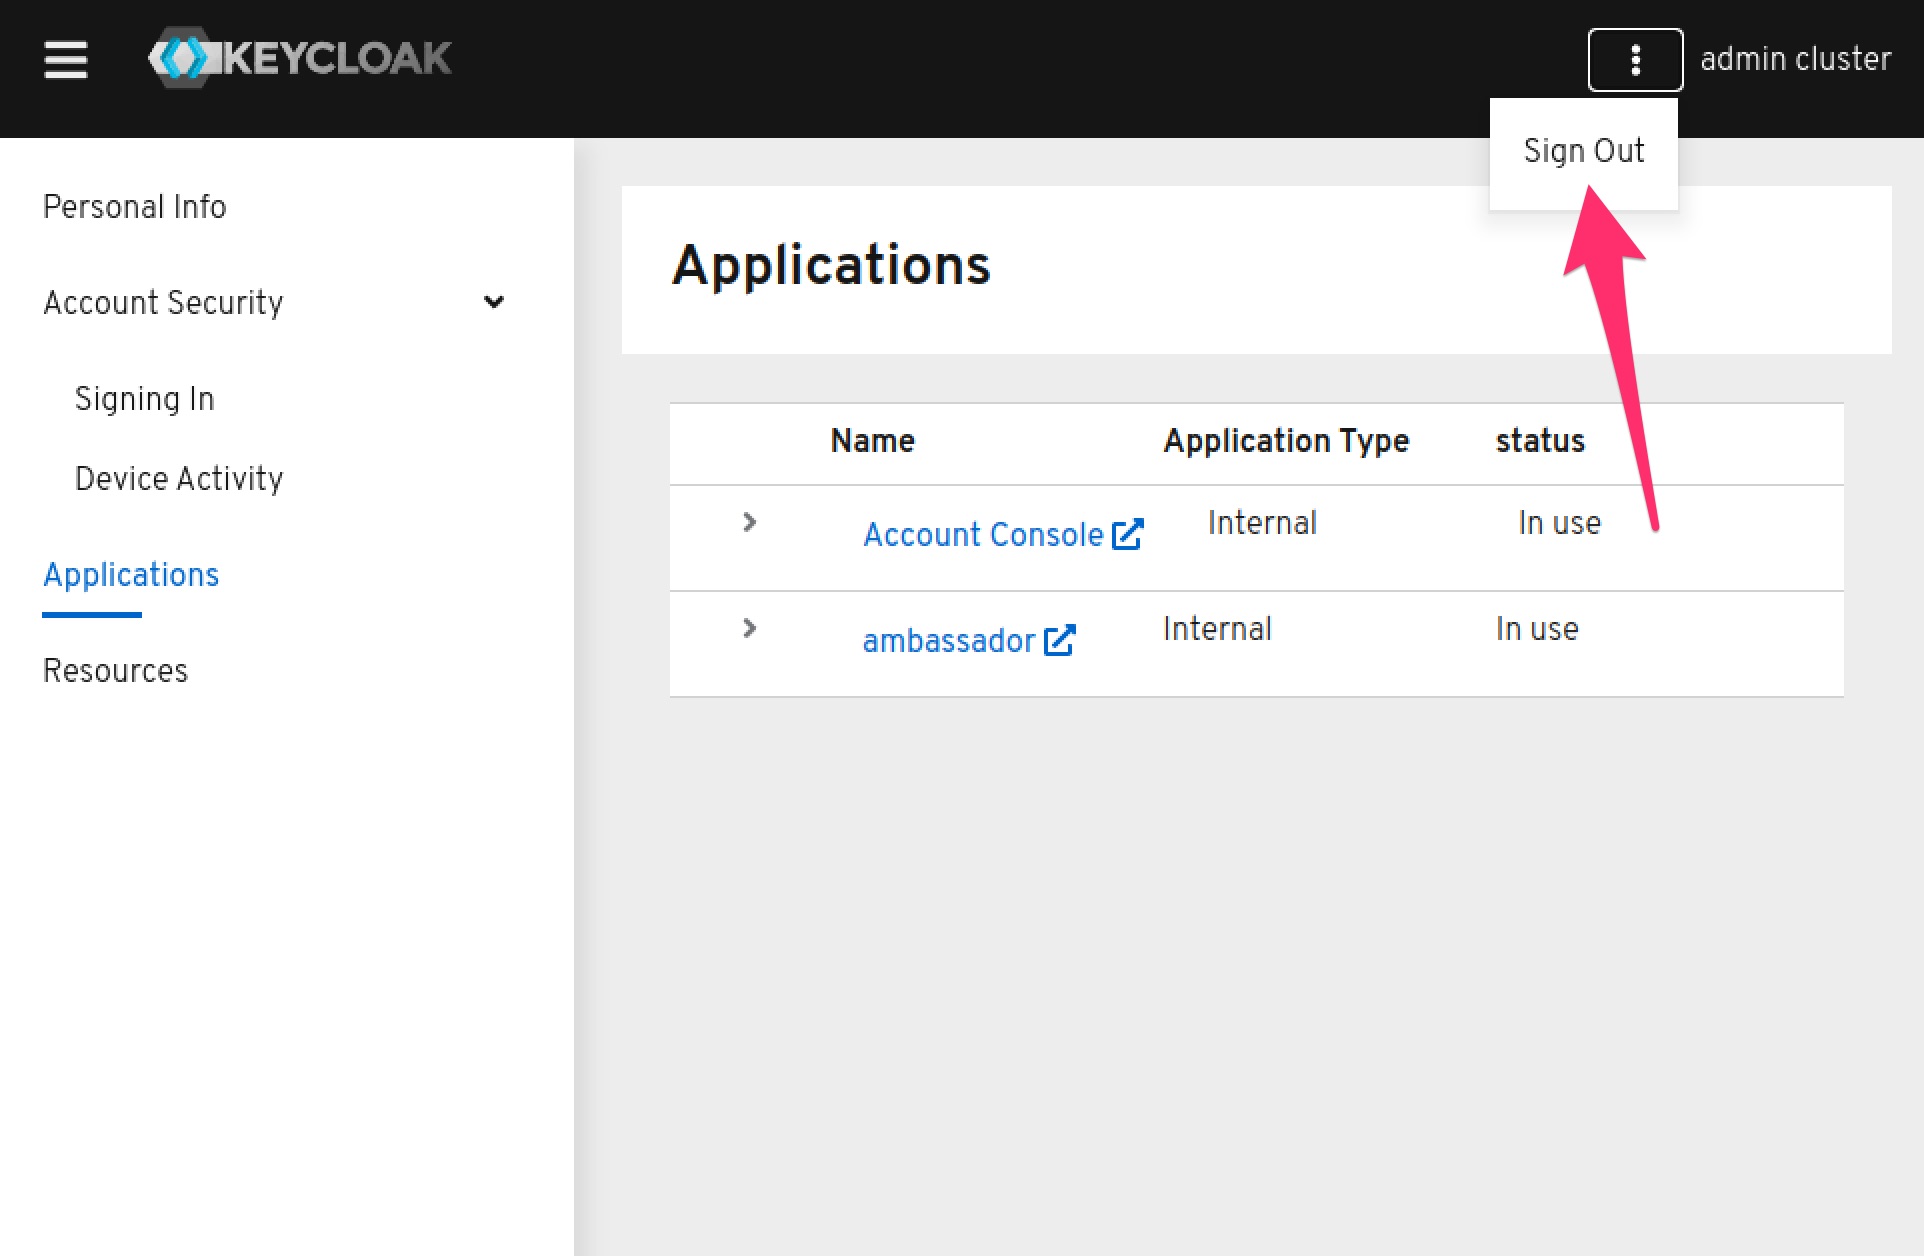 KEYCLOAK
admin cluster
Sign Out
Personal Info
Account Security
Signing In
Device Activity
Applications
Resources
Applications
Name Application Type status
Account Console Internal In use
ambassador Internal In use